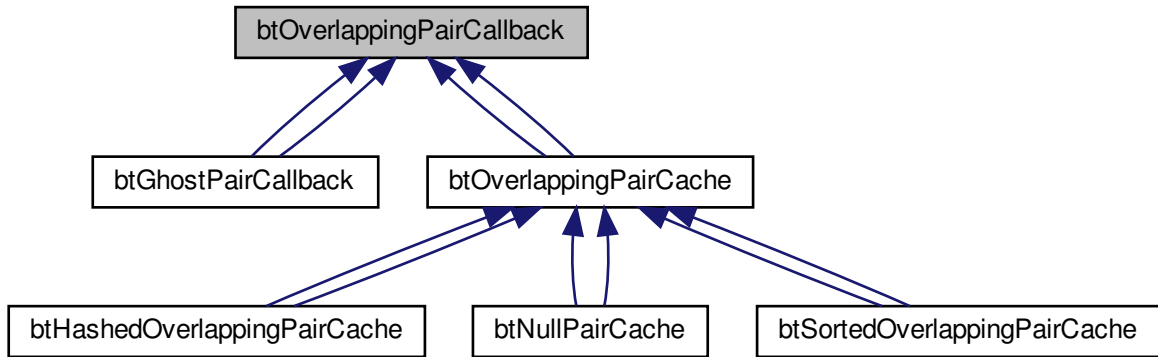 btOverlappingPairCallback
btGhostPairCallback
btOverlappingPairCache
btHashedOverlappingPairCache
btNullPairCache
btSortedOverlappingPairCache